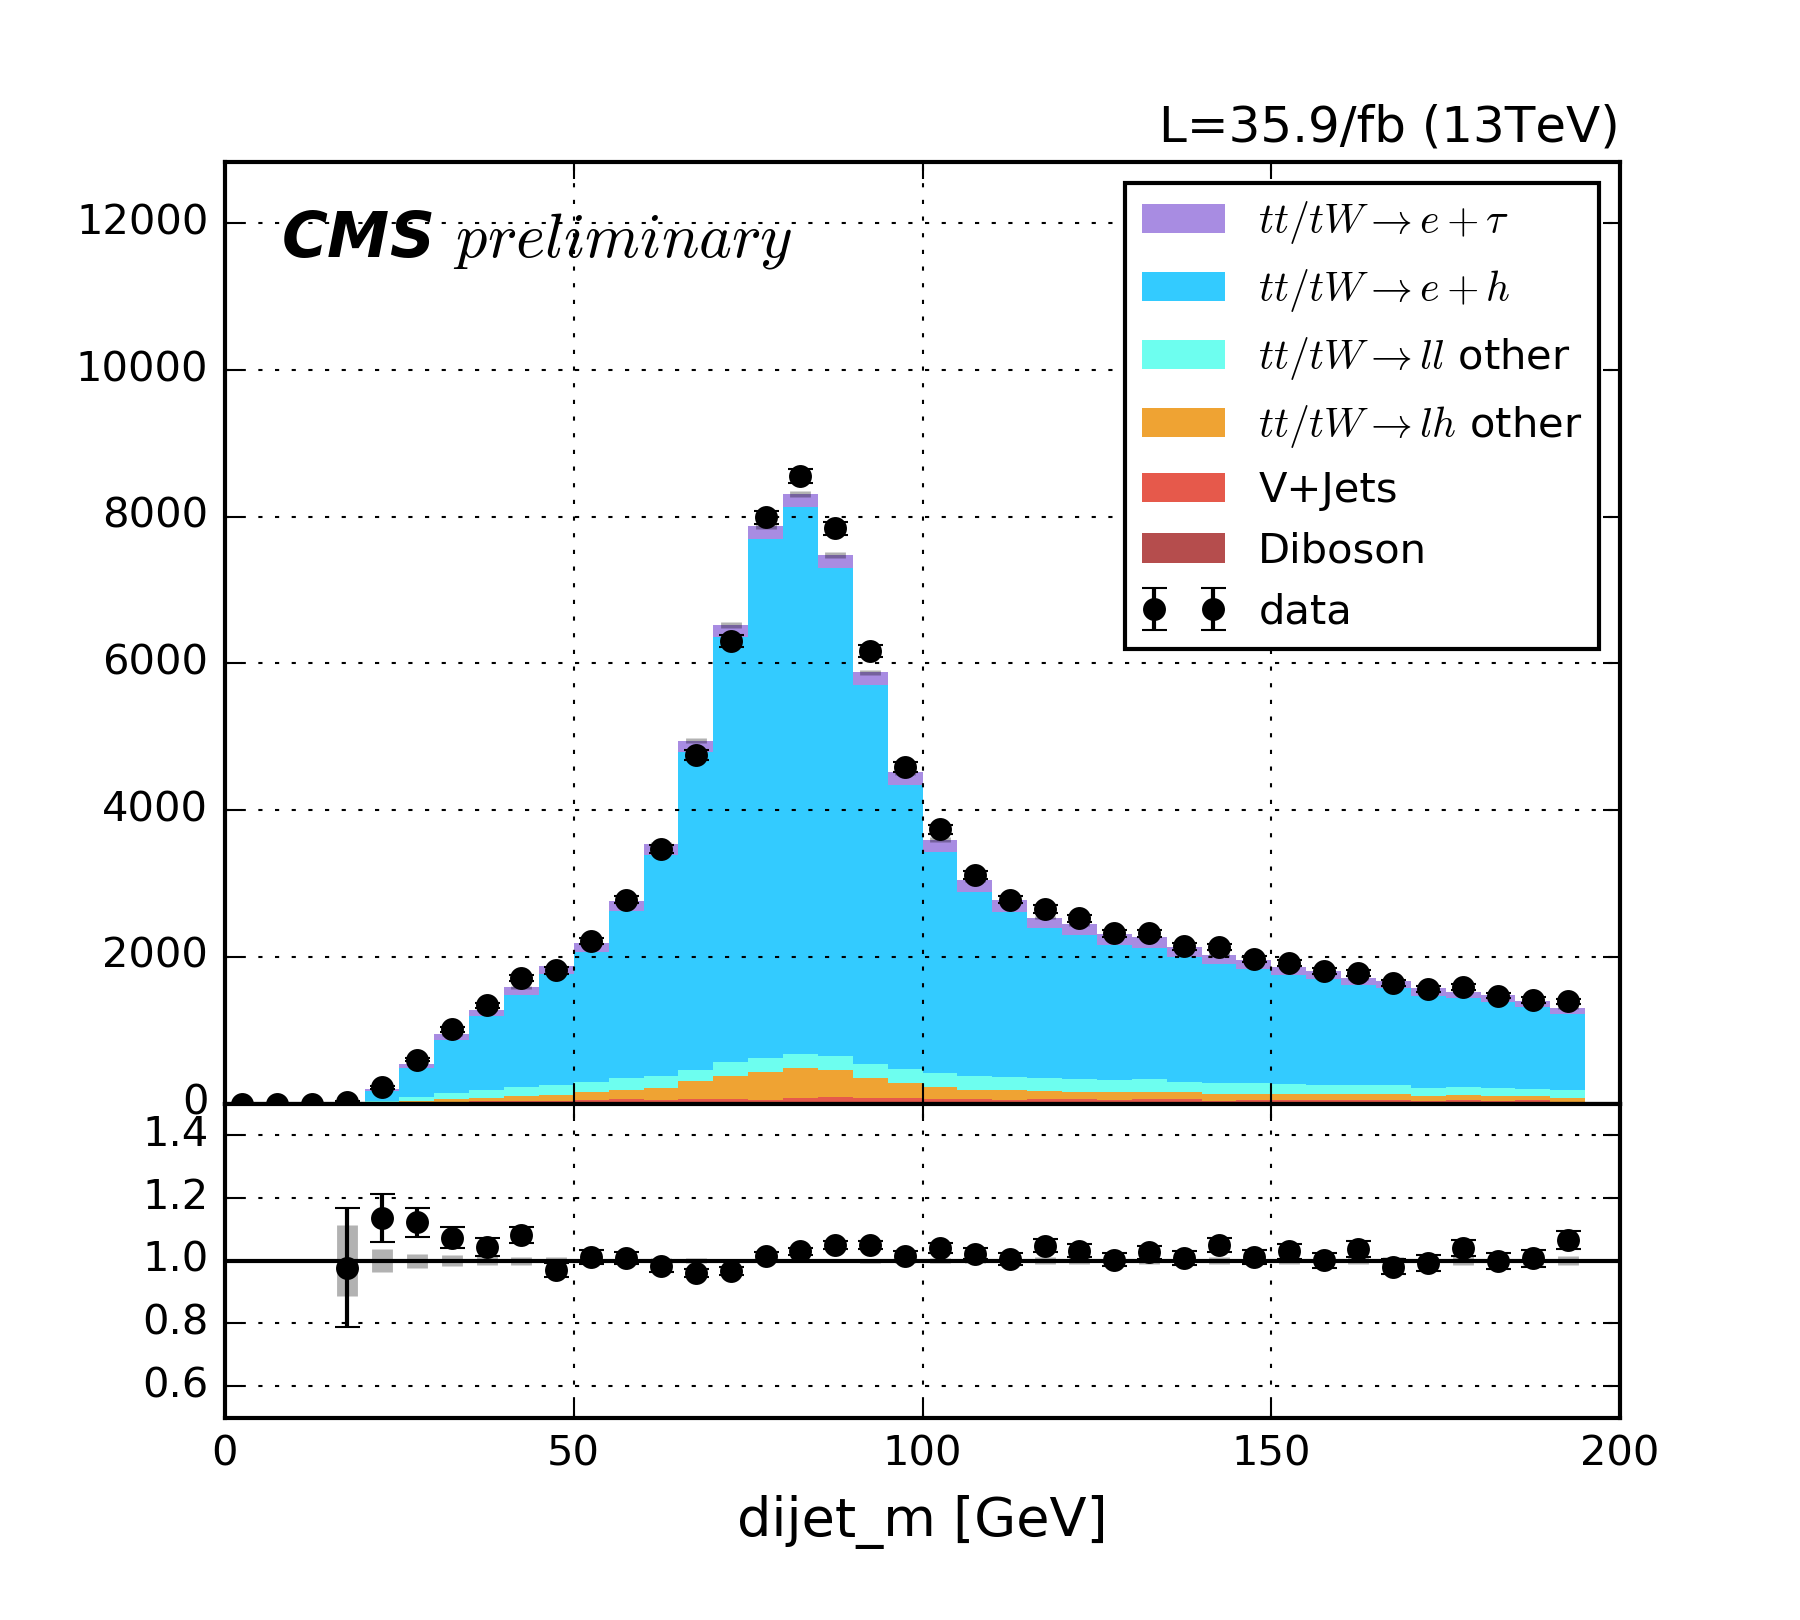 L=35.9/fb (13TeV)
CMS preliminary
12000
10000
8000
6000
4000
2000
0
tt/tW→e+τ
tt/tW→e+h
tt/tW→ll other
tt/tW→lh other
V+Jets
Diboson
data
1.4
1.2
1.0
0.8
0.6
0 50 100 150 200
dijet_m [GeV]